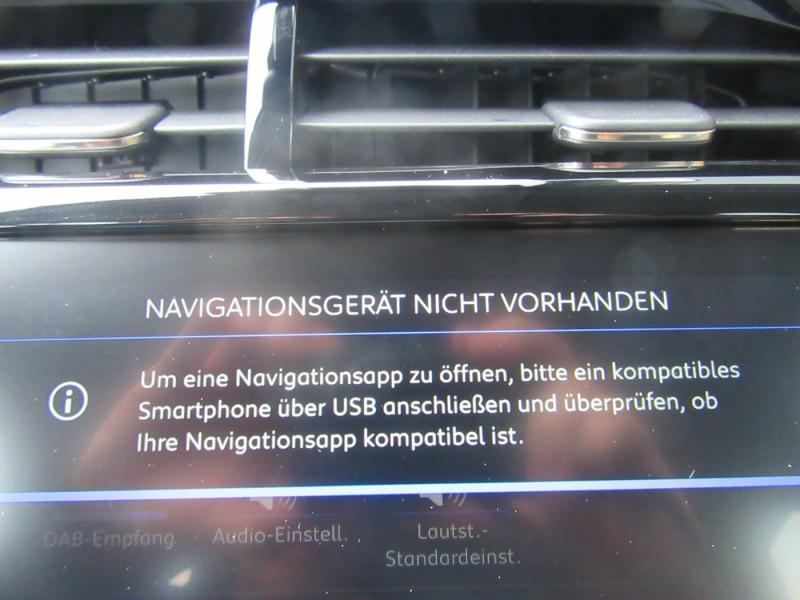 NAVIGATIONSGERÄT NICHT VORHANDEN
Um eine Navigationsapp zu öffnen, bitte ein kompatibles
Smartphone über USB anschließen und überprüfen, ob
Ihre Navigationsapp kompatibel ist.
DAB-Empfang Audio-Einstell. Lautst.-
Standardeinst.